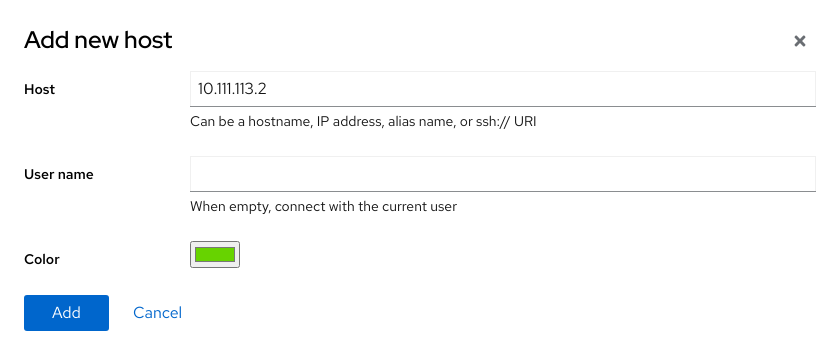 Add new host
Host
10.111.113.2
Can be a hostname, IP address, alias name, or ssh:// URI
User name
When empty, connect with the current user
Color
Add
Cancel